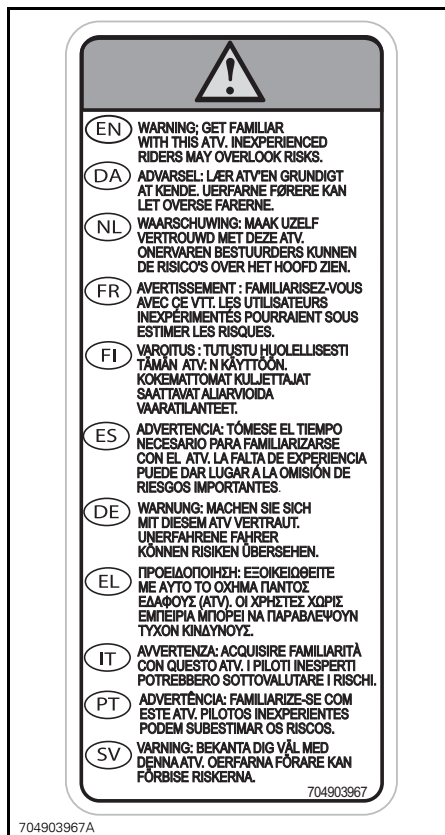 EN WARNING; GET FAMILIAR
WITH THIS ATV. INEXPERIENCED
RIDERS MAY OVERLOOK RISKS.
DA ADVARSEL: LÆR ATV'EN GRUNDIGT
AT KENDE. UERFARNE FØRERE KAN
LET OVERSE FARERNE.
NL WAARSCHUWING: MAAK UZELF
VERTROUWD MET DEZE ATV.
ONERVAREN BESTUURDERS KUNNEN
DE RISICO'S OVER HET HOOFD ZIEN.
FR AVERTISSEMENT : FAMILIARISEZ-VOUS
AVEC CE VTT. LES UTILISATEURS
INEXPÉRIMENTÉS POURRAIENT SOUS
ESTIMER LES RISQUES.
FI VAROITUS : TUTUSTU HUOLELLISESTI
TÄMÄN ATV: N KÄYTTÖÖN.
KOKEMATTOMAT KULJETTAJAT
SAATTAVAT ALIARVIOIDA
VAARATILANTEET.
ES ADVERTENCIA: TÓMESE EL TIEMPO
NECESARIO PARA FAMILIARIZARSE
CON EL ATV. LA FALTA DE EXPERIENCIA
PUEDE DAR LUGAR A LA OMISIÓN DE
RIESGOS IMPORTANTES.
DE WARNUNG: MACHEN SIE SICH
MIT DIESEM ATV VERTRAUT.
UNERFAHRENE FAHRER
KÖNNEN RISIKEN ÜBERSEHEN.
EL ΠΡΟΕΙΔΟΠΟΙΗΣΗ: ΕΞΟΙΚΕΙΩΘΕΙΤΕ
ΜΕ ΑΥΤΟ ΤΟ ΟΧΗΜΑ ΠΑΝΤΟΣ
ΕΔΑΦΟΥΣ (ATV). ΟΙ ΧΡΗΣΤΕΣ ΧΩΡΙΣ
ΕΜΠΕΙΡΙΑ ΜΠΟΡΕΙ ΝΑ ΠΑΡΑΒΛΕΨΟΥΝ
ΤΥΧΟΝ ΚΙΝΔΥΝΟΥΣ.
IT AVVERTENZA: ACQUISIRE FAMILIARITÀ
CON QUESTO ATV. I PILOTI INESPERTI
POTREBBERO SOTTOVALUTARE I RISCHI.
PT ADVERTÊNCIA: FAMILIARIZE-SE COM
ESTE ATV. PILOTOS INEXPERIENTES
PODEM SUBESTIMAR OS RISCOS.
SV VARNING: BEKANTA DIG VÄL MED
DENNA ATV. OERFARNA FÖRARE KAN
FÖRBISE RISKERNA.
704903967
704903967A